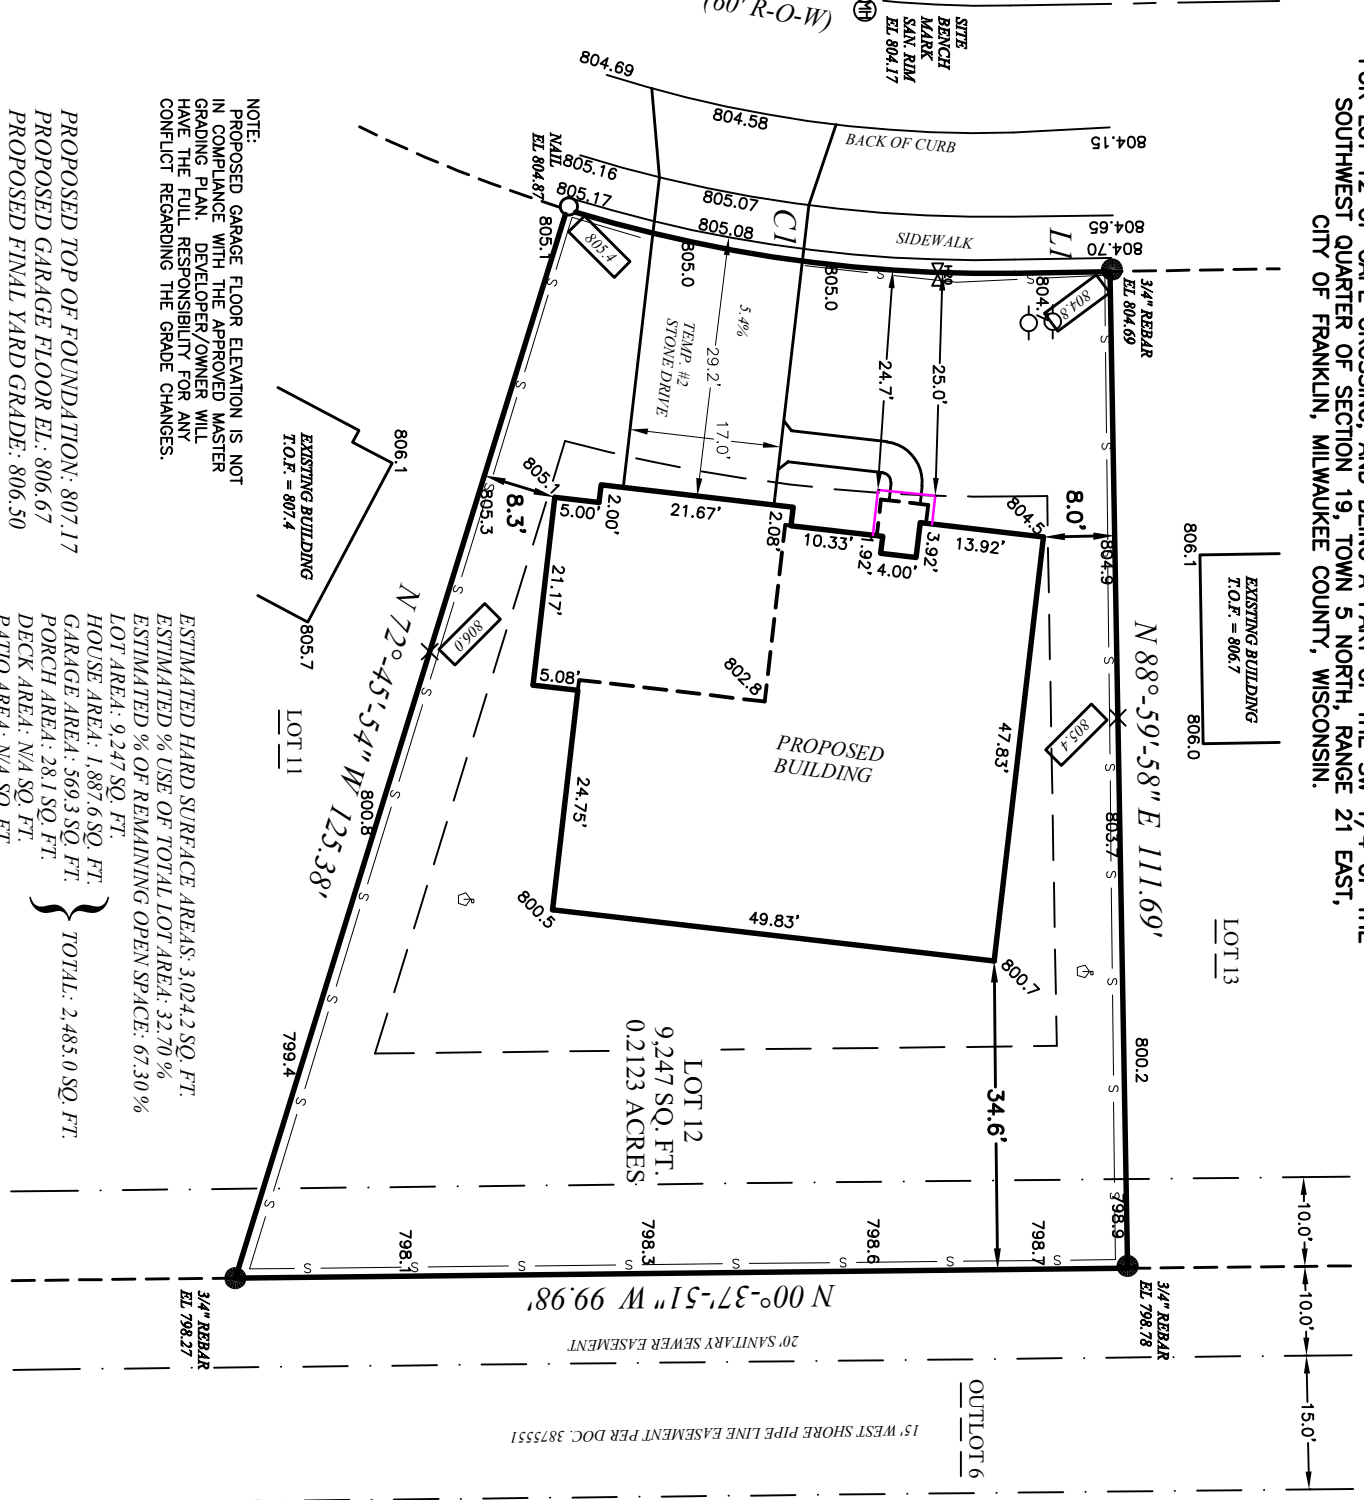 SOUTHWEST QUARTER OF SECTION 19, TOWN 5 NORTH, RANGE 21 EAST,
CITY OF FRANKLIN, MILWAUKEE COUNTY, WISCONSIN.
(60' R-O-W)
MH
SITE
BENCH
MARK
SAN. RIM
EL 804.17
804.69
804.58
BACK OF CURB
804.15
805.16
805.07
804.65
805.17
805.08
C1
SIDEWALK
L1
804.70
NAIL
EL 804.87
3/4" REBAR
EL 804.69
805.1
805.4
805.0
805.0
804.8
5.4%
29.2'
TEMP. #2
STONE DRIVE
17.0'
24.7'
25.0'
8.3'
8.0'
805.1
805.3
804.5
804.9
5.00'
2.00'
21.67'
2.08'
10.33'
1.92'
4.00'
3.92'
13.92'
21.17'
5.08'
24.75'
49.83'
47.83'
802.8
800.5
800.7
PROPOSED
BUILDING
EXISTING BUILDING
T.O.F. = 806.7
806.1
806.0
EXISTING BUILDING
T.O.F. = 807.4
806.1
805.7
806.0
805.4
N 88°-59'-58" E 111.69'
N 72°-45'-54" W 125.38'
LOT 13
LOT 11
803.7
800.8
800.2
799.4
34.6'
LOT 12
9,247 SQ. FT.
0.2123 ACRES
798.1
798.3
798.6
798.7
798.9
N 00°-37'-51" W 99.98'
3/4" REBAR
EL 798.27
3/4" REBAR
EL 798.78
20' SANITARY SEWER EASEMENT
15' WEST SHORE PIPE LINE EASEMENT PER DOC. 3875551
OUTLOT 6
10.0'
10.0'
15.0'
NOTE:
PROPOSED GARAGE FLOOR ELEVATION IS NOT
IN COMPLIANCE WITH THE APPROVED MASTER
GRADING PLAN. DEVELOPER/OWNER WILL
HAVE THE FULL RESPONSIBILITY FOR ANY
CONFLICT REGARDING THE GRADE CHANGES.
PROPOSED TOP OF FOUNDATION: 807.17
PROPOSED GARAGE FLOOR EL.: 806.67
PROPOSED FINAL YARD GRADE: 806.50
ESTIMATED HARD SURFACE AREAS: 3,024.2 SQ. FT.
ESTIMATED % USE OF TOTAL LOT AREA: 32.70 %
ESTIMATED % OF REMAINING OPEN SPACE: 67.30 %
LOT AREA: 9,247 SQ. FT.
HOUSE AREA: 1,887.6 SQ. FT.
GARAGE AREA: 569.3 SQ. FT.
PORCH AREA: 28.1 SQ. FT.
TOTAL: 2,485.0 SQ. FT.
DECK AREA: N/A SQ. FT.
PATIO AREA: N/A SQ. FT.